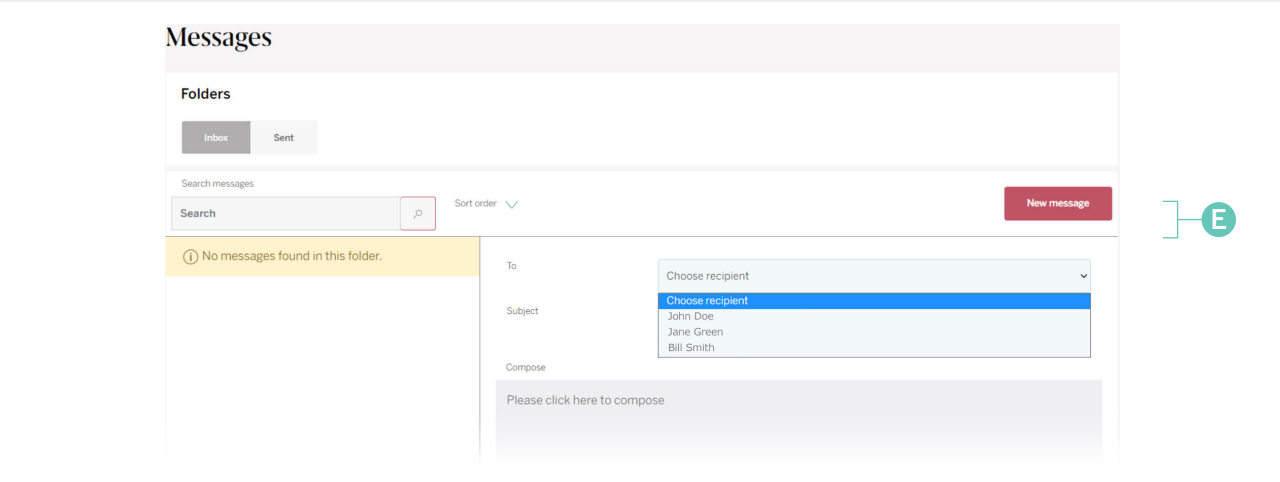 Messages
Folders
Inbox Sent
Search messages
Search
Sort order
New message
E
No messages found in this folder.
To
Choose recipient
Choose recipient
John Doe
Jane Green
Bill Smith
Subject
Compose
Please click here to compose